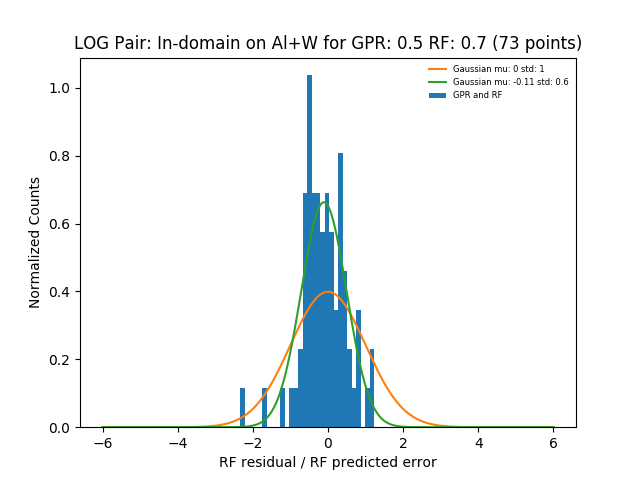 LOG Pair: In-domain on Al+W for GPR: 0.5 RF: 0.7 (73 points)
Gaussian mu: 0 std: 1
Gaussian mu: -0.11 std: 0.6
GPR and RF
Normalized Counts
1.0
0.8
0.6
0.4
0.2
0.0
−6 −4 −2 0 2 4 6
RF residual / RF predicted error